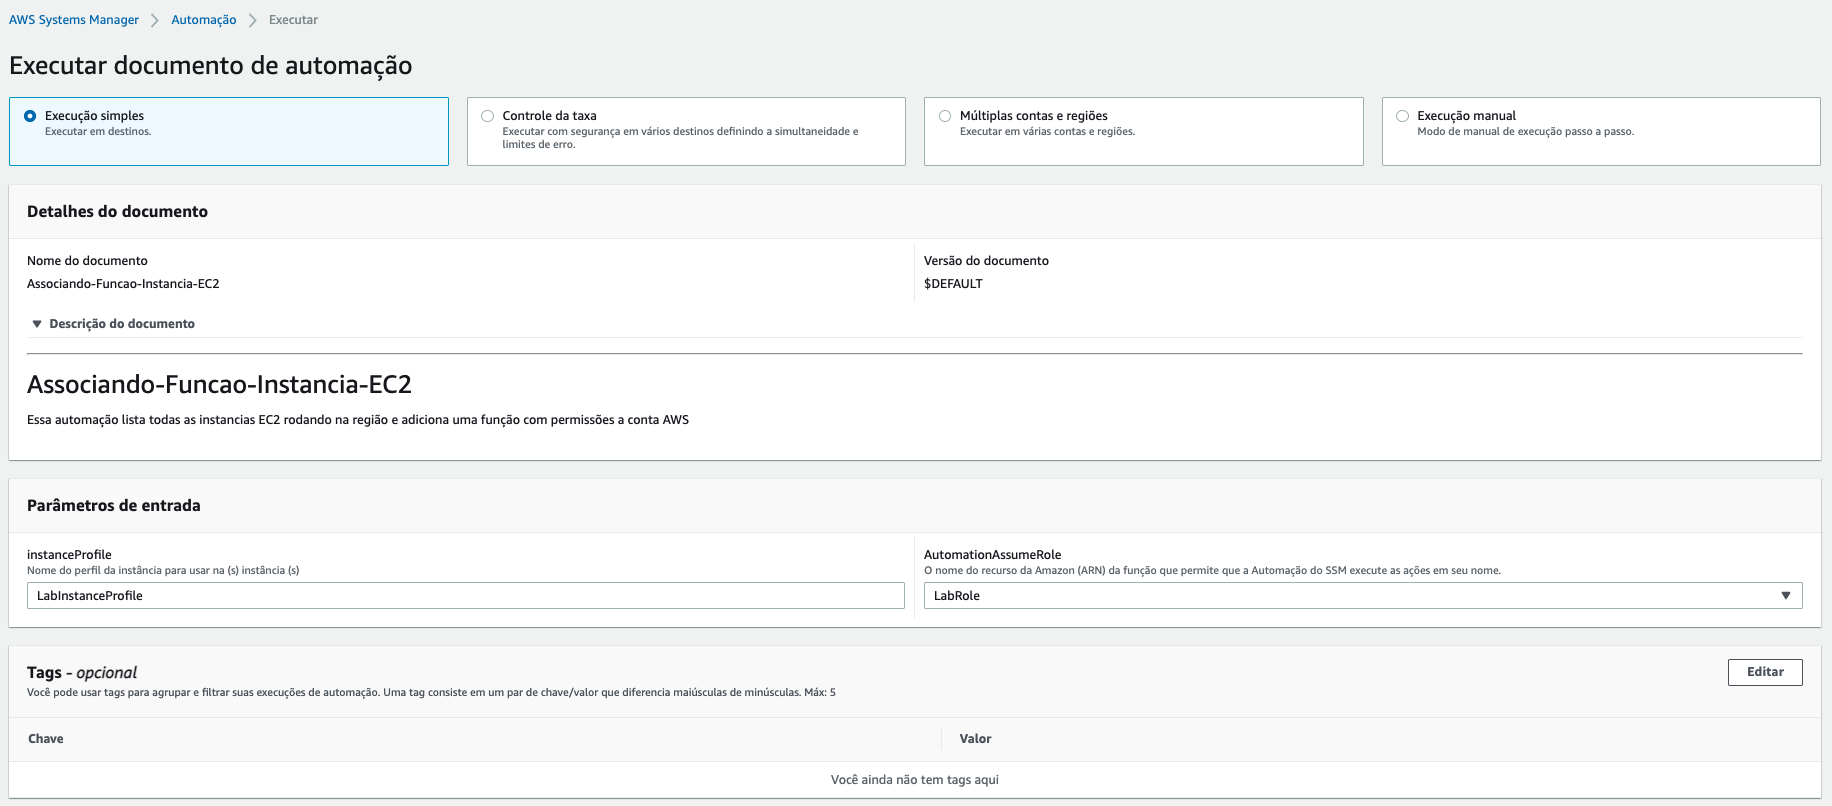 AWS Systems Manager > Automação > Executar
Executar documento de automação
Execução simples
Executar em destinos.
Controle da taxa
Executar com segurança em vários destinos definindo a simultaneidade e
limites de erro.
Múltiplas contas e regiões
Executar em várias contas e regiões.
Execução manual
Modo de manual de execução passo a passo.
Detalhes do documento
Nome do documento
Associando-Funcao-Instancia-EC2
Versão do documento
$DEFAULT
▼ Descrição do documento
Associando-Funcao-Instancia-EC2
Essa automação lista todas as instancias EC2 rodando na região e adiciona uma função com permissões a conta AWS
Parâmetros de entrada
instanceProfile
Nome do perfil da instância para usar na (s) instância (s)
LabInstanceProfile
AutomationAssumeRole
O nome do recurso da Amazon (ARN) da função que permite que a Automação do SSM execute as ações em seu nome.
LabRole
Tags - opcional
Você pode usar tags para agrupar e filtrar suas execuções de automação. Uma tag consiste em um par de chave/valor que diferencia maiúsculas de minúsculas. Máx: 5
Editar
Chave
Valor
Você ainda não tem tags aqui